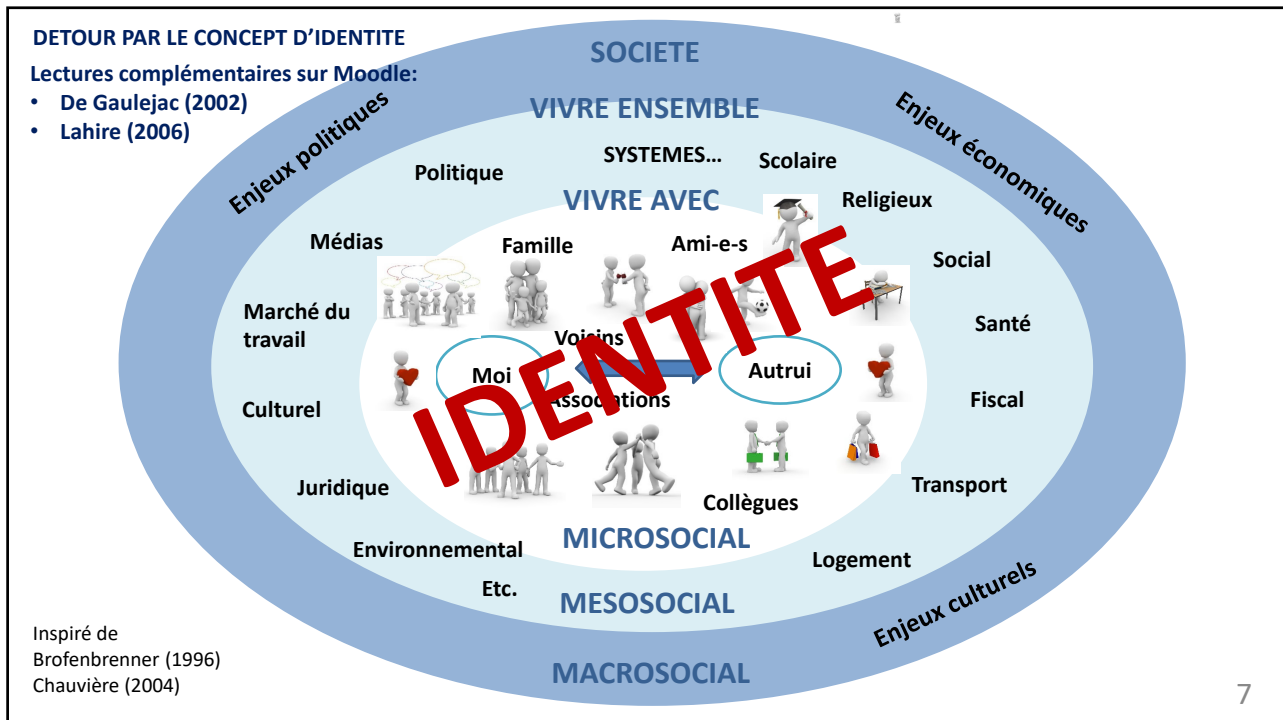 DETOUR PAR LE CONCEPT D'IDENTITE
Lectures complémentaires sur Moodle:
• De Gaulejac (2002)
• Lahire (2006)
SOCIETE
Enjeux politiques
Enjeux économiques
VIVRE ENSEMBLE
SYSTEMES...
Politique
Scolaire
Religieux
VIVRE AVEC
Médias
Famille
Ami-e-s
Social
Marché du
travail
Santé
Voisins
Moi
Autrui
IDENTITE
Associations
Culturel
Fiscal
Juridique
Transport
Collègues
MICROSOCIAL
Environnemental
Logement
Etc.
MESOSOCIAL
Enjeux culturels
MACROSOCIAL
Inspiré de
Brofenbrenner (1996)
Chauvière (2004)
7